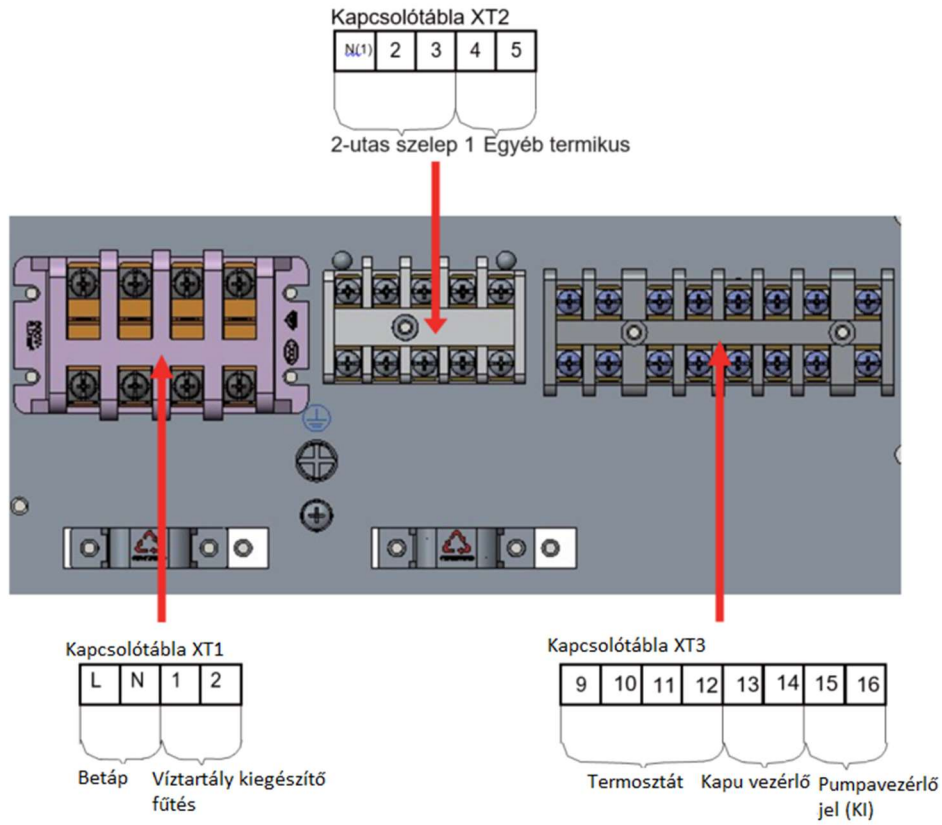 Kapcsolótábla XT2
N(1) 2 3 4 5
2-utas szelep 1 Egyéb termikus
Kapcsolótábla XT1
L N 1 2
Betáp Víztartály kiegészítő
fűtés
Kapcsolótábla XT3
9 10 11 12 13 14 15 16
Termosztát Kapu vezérlő Pumpavezérlő
jel (KI)